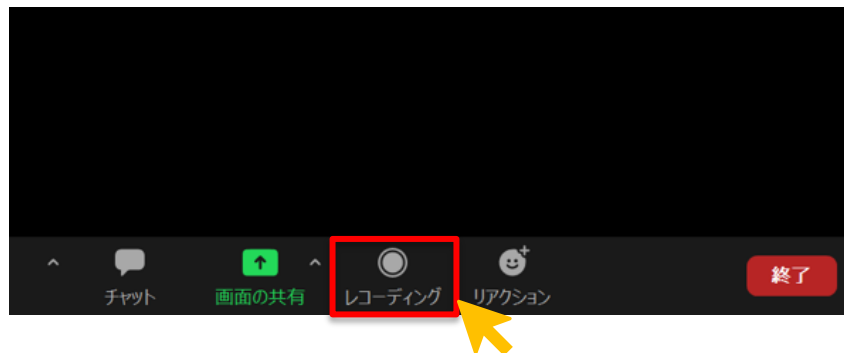 チャット
画面の共有
レコーディング
リアクション
終了